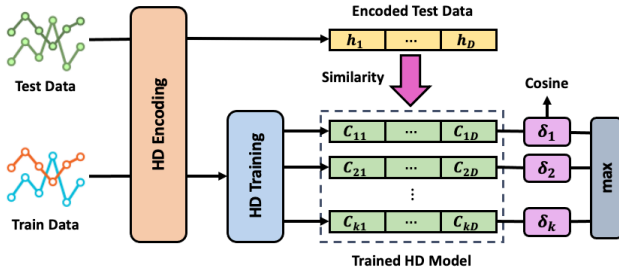 Encoded Test Data
h₁ ... h_D
Test Data
HD Encoding
Similarity
Cosine
HD Training
C₁₁ ... C₁D
δ₁
C₂₁ ... C₂D
δ₂
⋮
Cₖ₁ ... CₖD
δₖ
max
Train Data
Trained HD Model